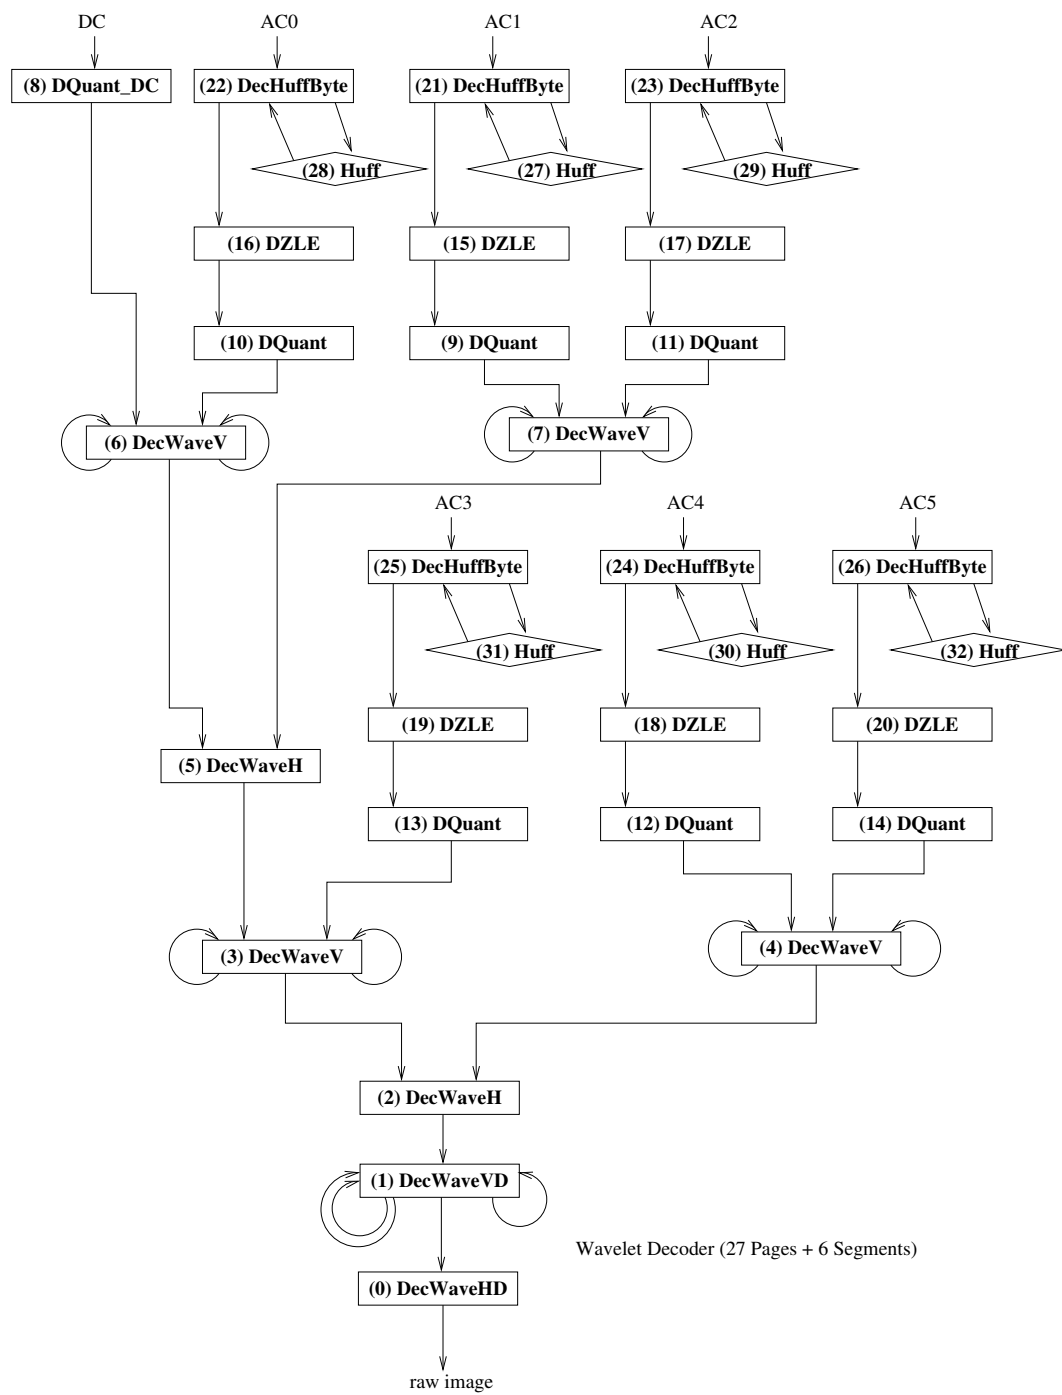 DC AC0 AC1 AC2
(8) DQuant_DC (22) DecHuffByte (21) DecHuffByte (23) DecHuffByte
(28) Huff (27) Huff (29) Huff
(16) DZLE (15) DZLE (17) DZLE
(10) DQuant (9) DQuant (11) DQuant
(6) DecWaveV (7) DecWaveV
AC3 AC4 AC5
(25) DecHuffByte (24) DecHuffByte (26) DecHuffByte
(31) Huff (30) Huff (32) Huff
(19) DZLE (18) DZLE (20) DZLE
(5) DecWaveH
(13) DQuant (12) DQuant (14) DQuant
(3) DecWaveV (4) DecWaveV
(2) DecWaveH
(1) DecWaveVD
Wavelet Decoder (27 Pages + 6 Segments)
(0) DecWaveHD
raw image